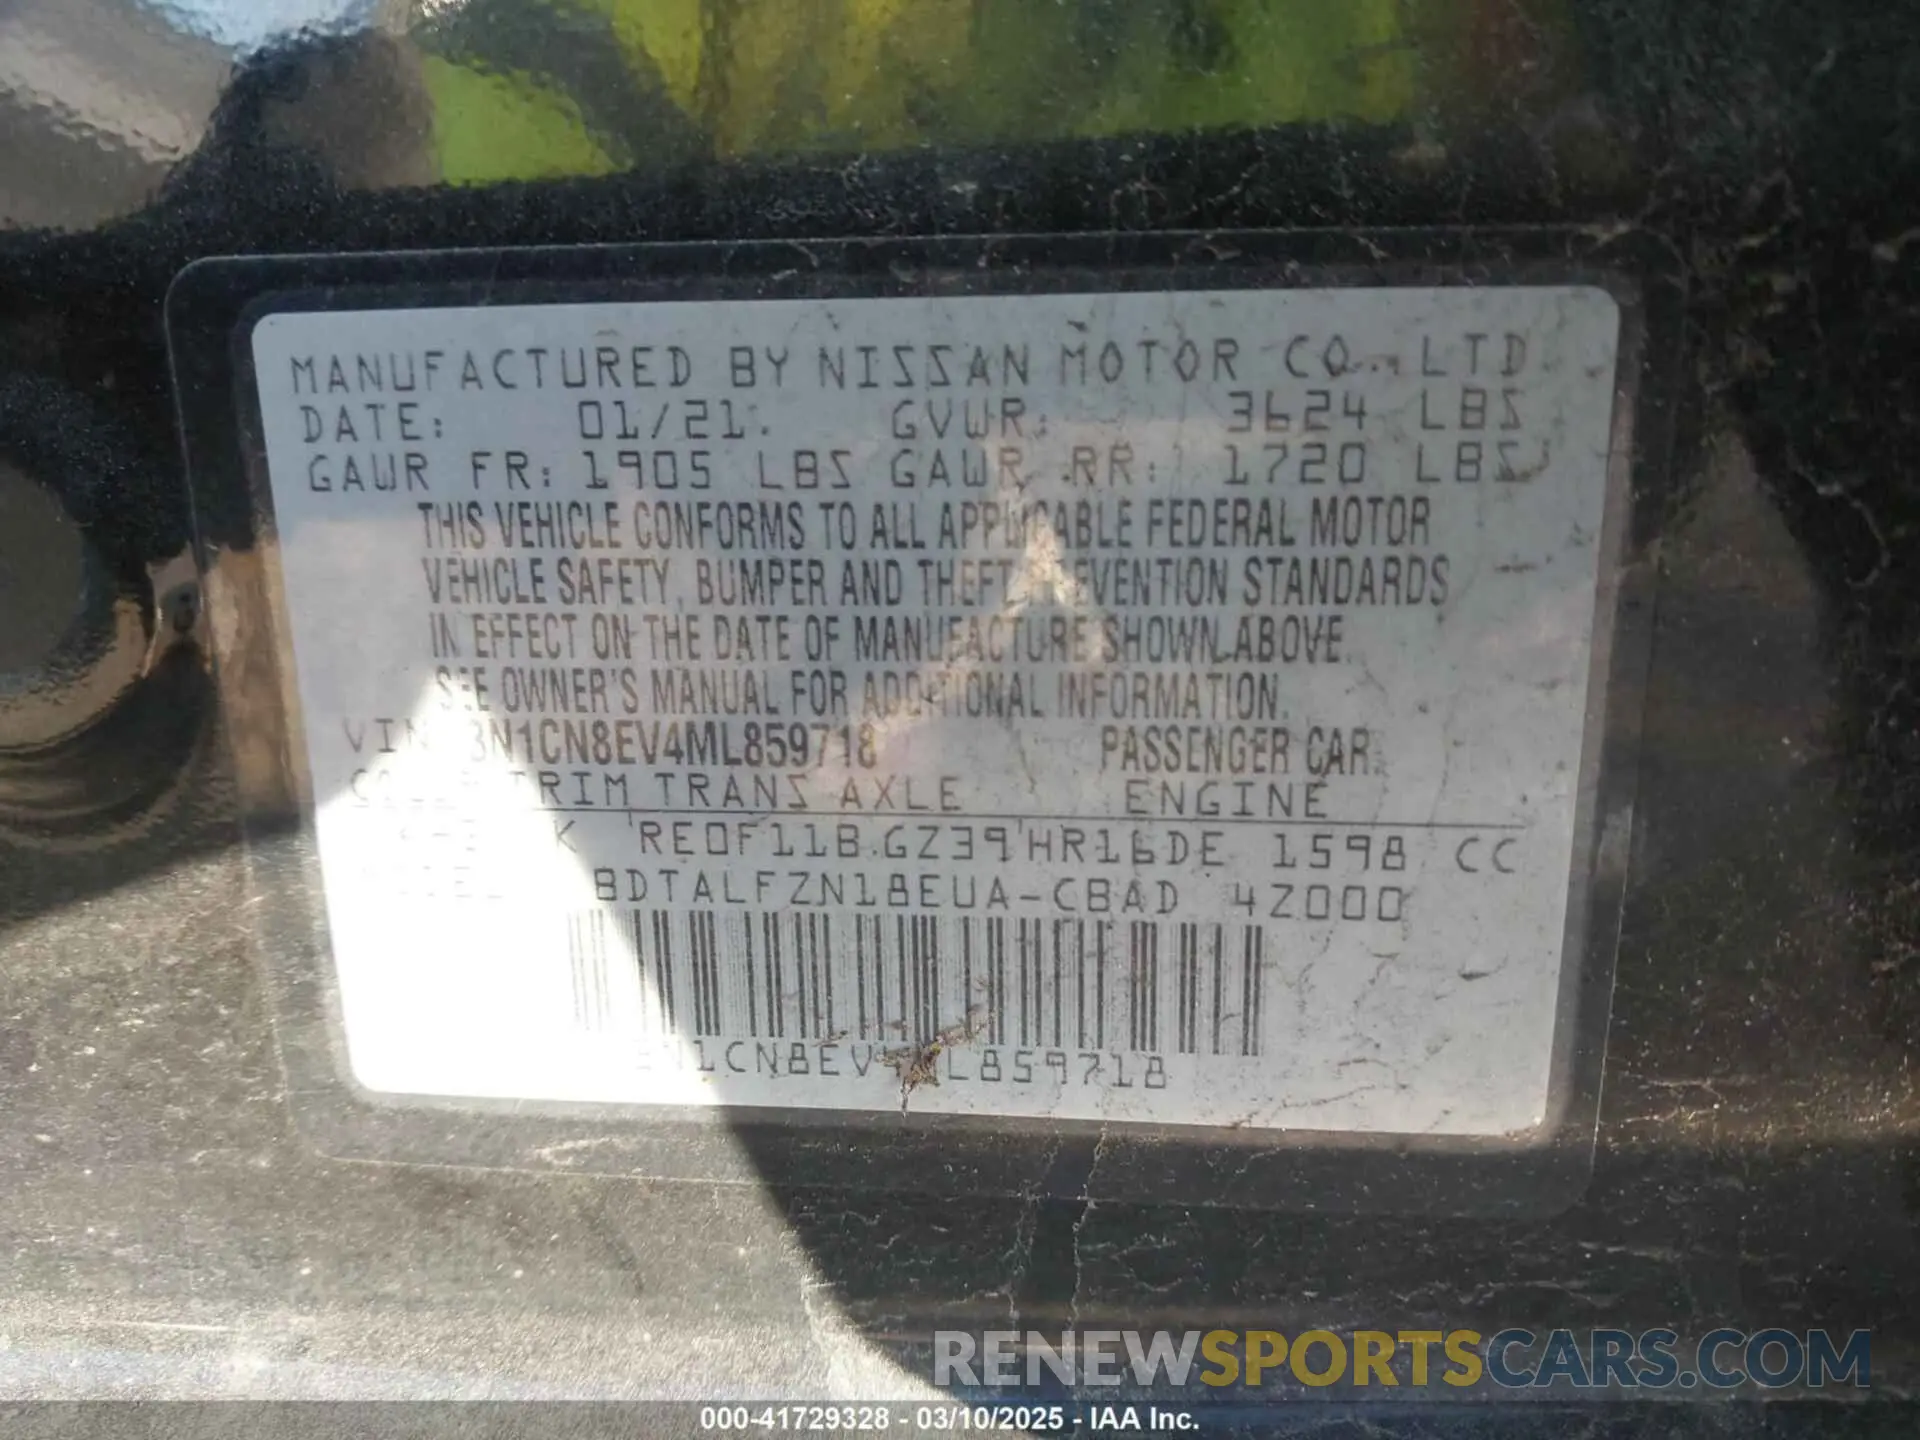 MANUFACTURED BY NISSAN MOTOR CO., LTD.
DATE: 01/21. GVWR: 3624 LBS
GAWR FR: 1905 LBS GAWR RR: 1720 LBS
THIS VEHICLE CONFORMS TO ALL APPLICABLE FEDERAL MOTOR
VEHICLE SAFETY, BUMPER AND THEFT PREVENTION STANDARDS
IN EFFECT ON THE DATE OF MANUFACTURE SHOWN ABOVE.
SEE OWNER'S MANUAL FOR ADDITIONAL INFORMATION.
VIN 3N1CN8EV4ML859718 PASSENGER CAR
TRIM TRANS AXLE ENGINE
K RE0F11B GZ39 HR16DE 1598 CC
BDTALFZN18EUA-CBAD 4Z000
3N1CN8EV4ML859718
RENEWSPORTSCARS.COM
000-41729328 - 03/10/2025 - IAA Inc.